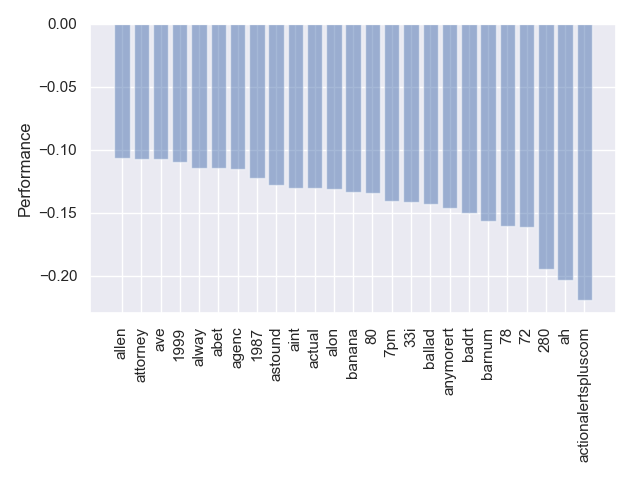 0.00
−0.05
−0.10
−0.15
−0.20
Performance
allen
attorney
ave
1999
alway
abet
agenc
1987
astound
aint
actual
alon
banana
80
7pm
33i
ballad
anymorert
badrt
barnum
78
72
280
ah
actionalertspluscom